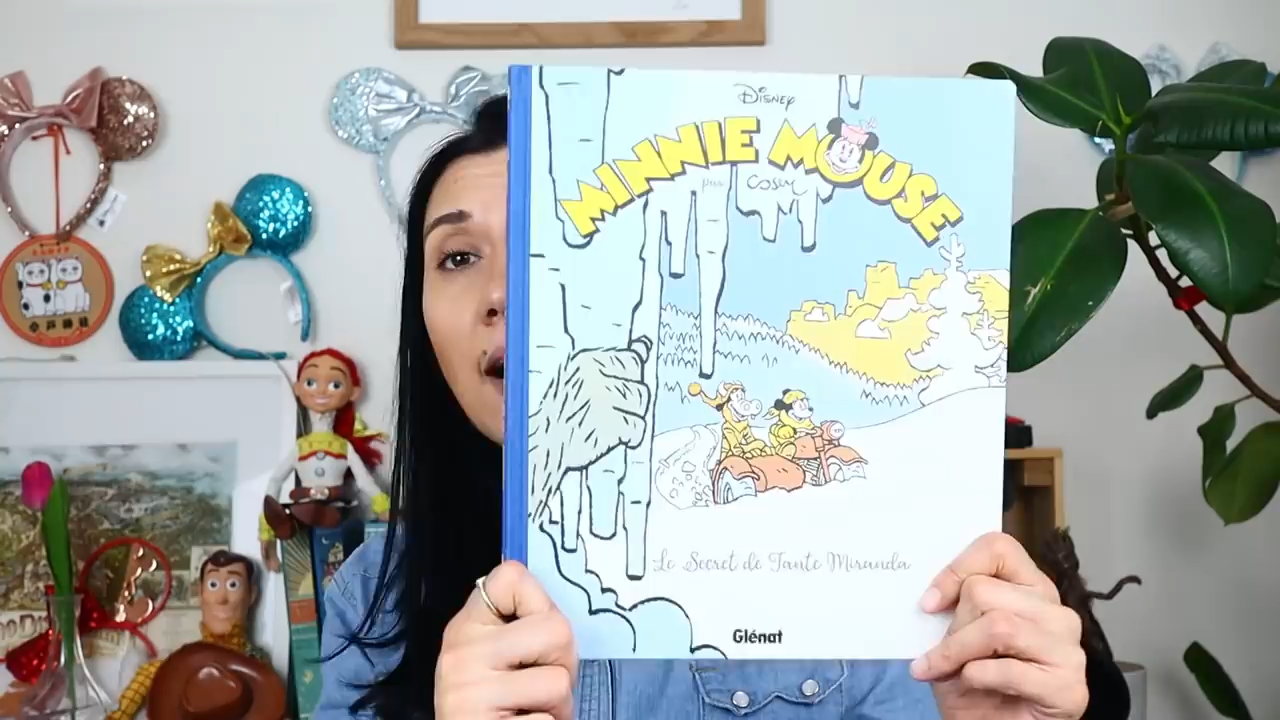 Disney
MINNIE MOUSE
par Cosey
Le Secret de Tante Miranda
Glénat